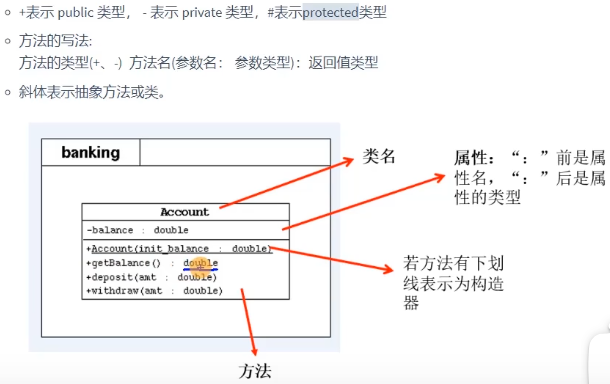 +表示 public 类型， - 表示 private 类型，#表示protected类型
方法的写法:
方法的类型(+、-) 方法名(参数名： 参数类型)：返回值类型
斜体表示抽象方法或类。
banking
类名
属性：“：”前是属
性名，“：”后是属
性的类型
Account
-balance : double
+Account(init_balance : double)
+getBalance() : double
+deposit(amt : double)
+withdraw(amt : double)
若方法有下划
线表示为构造
器
方法